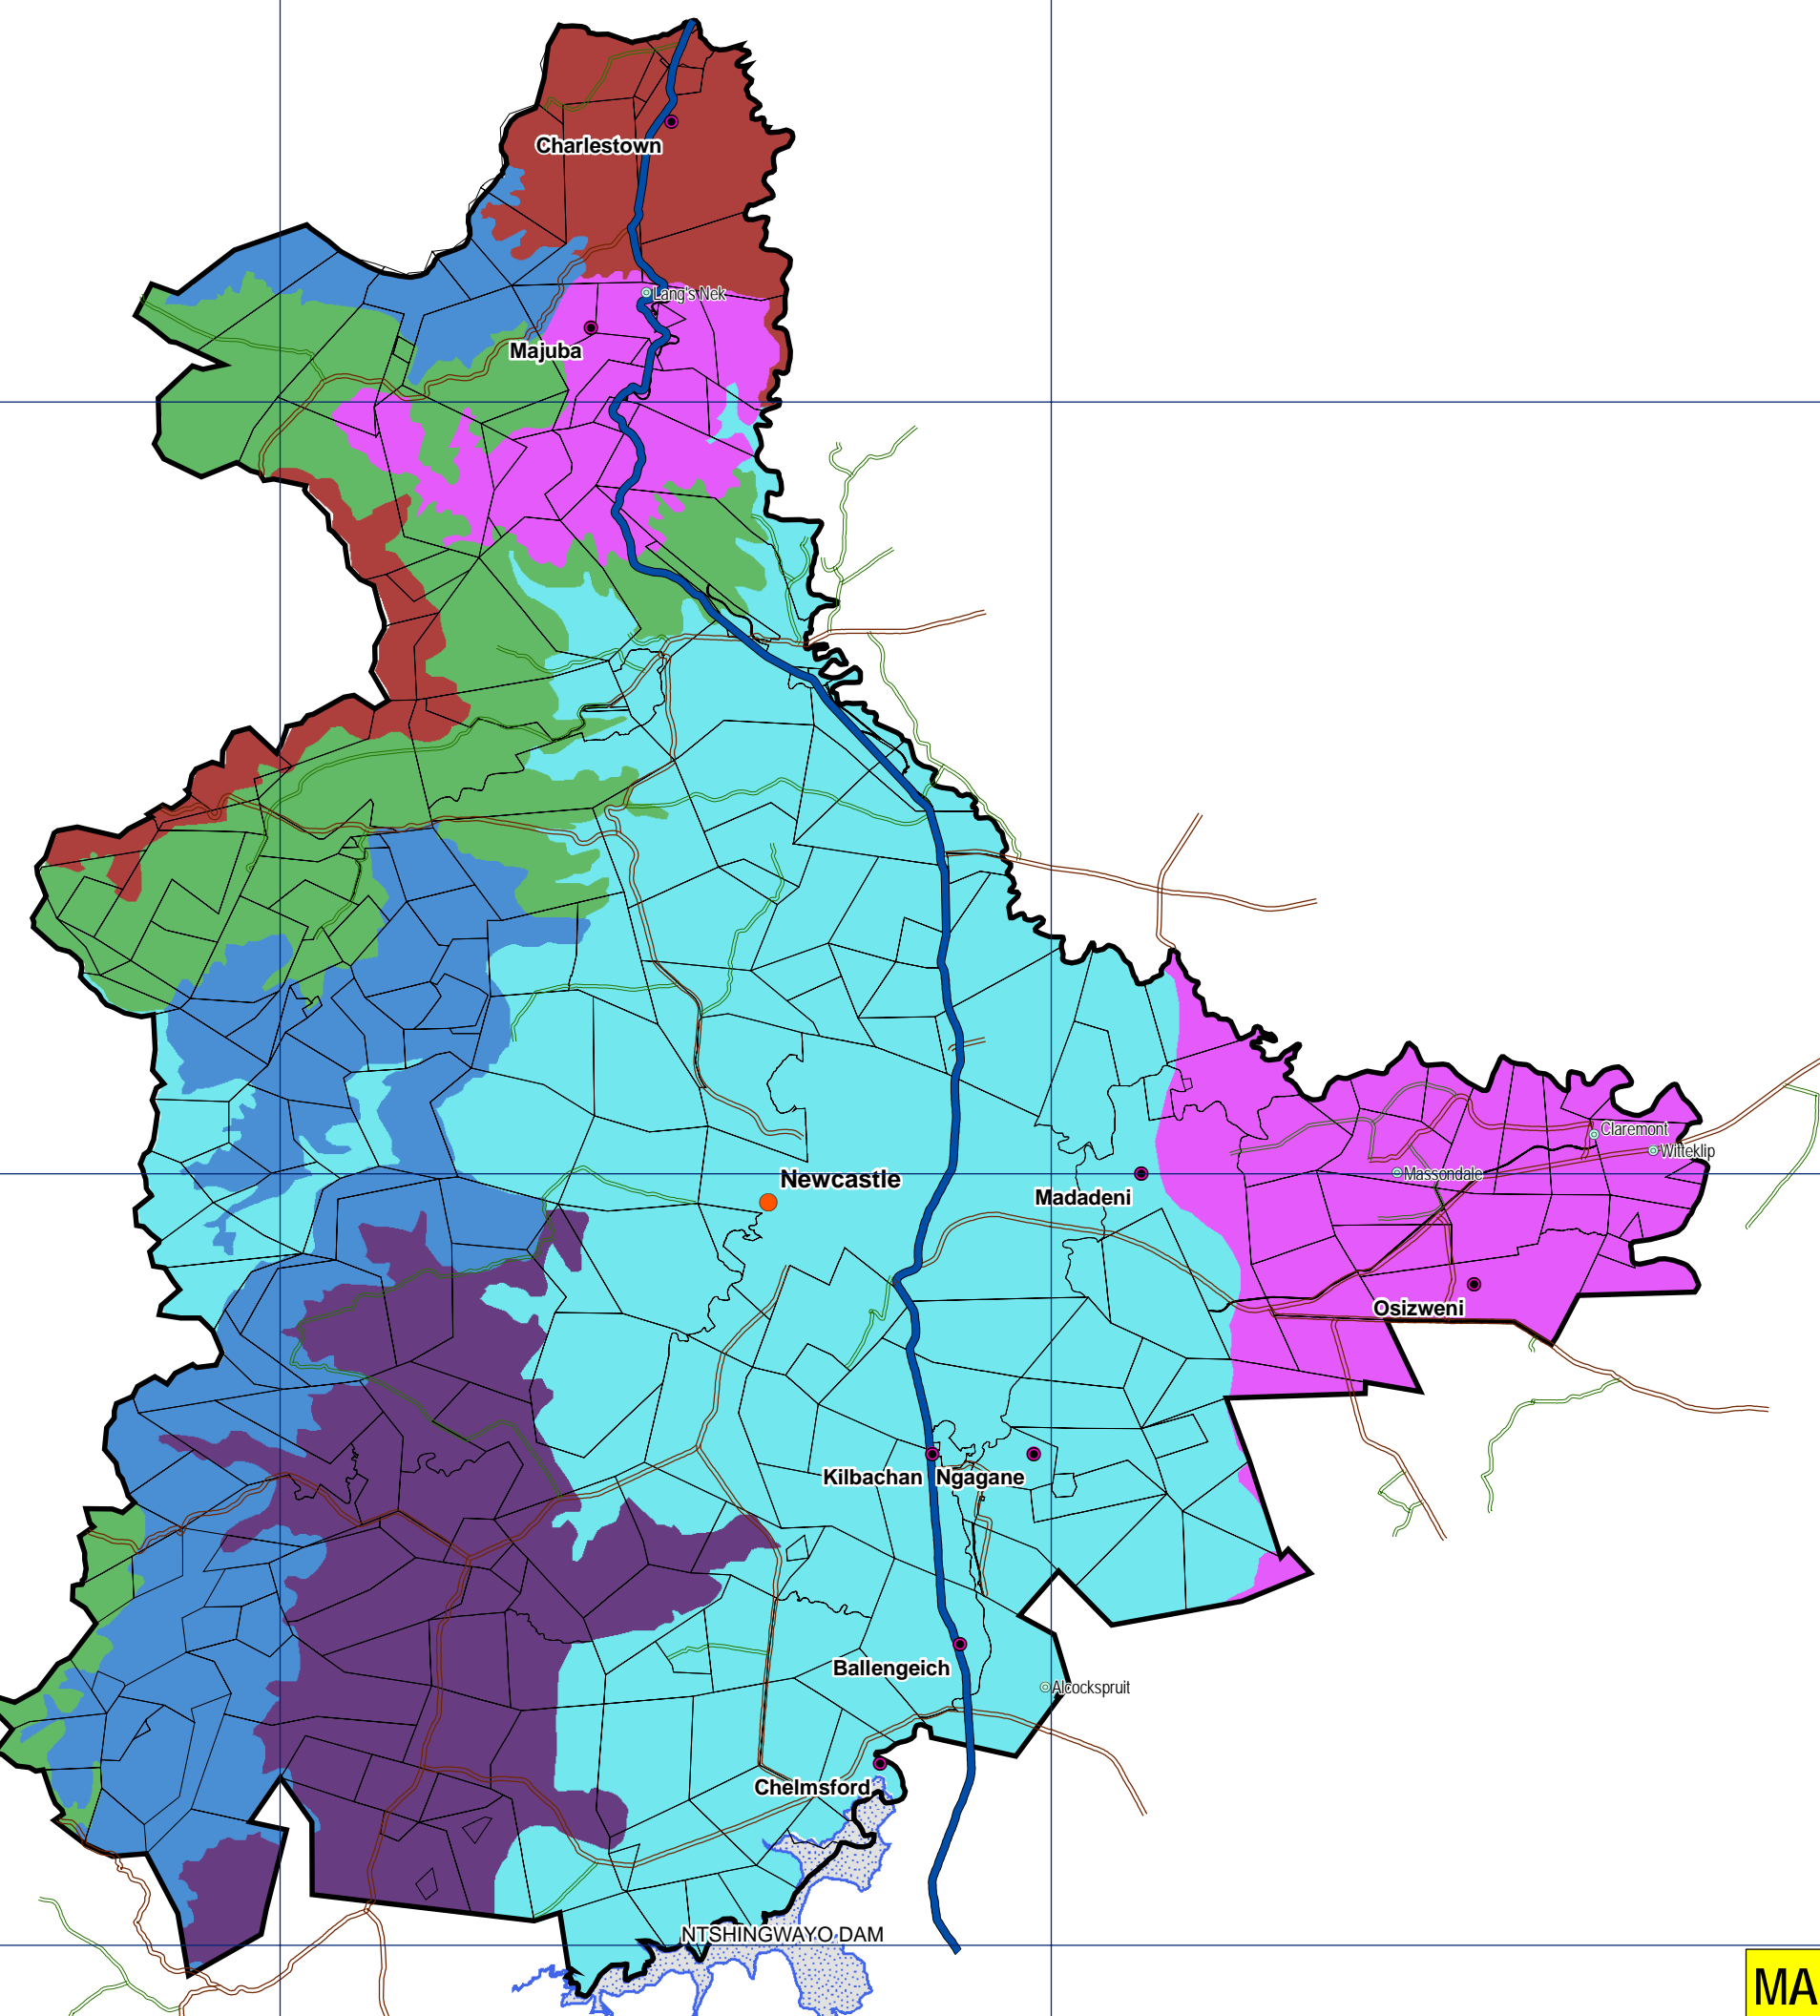 Charlestown
Lang's Nek
Majuba
Claremont
Witteklip
Massondale
Newcastle
Madadeni
Osizweni
Kilbachan
Ngagane
Ballengeich
Alcockspruit
Chelmsford
NTSHINGWAYO DAM
MA